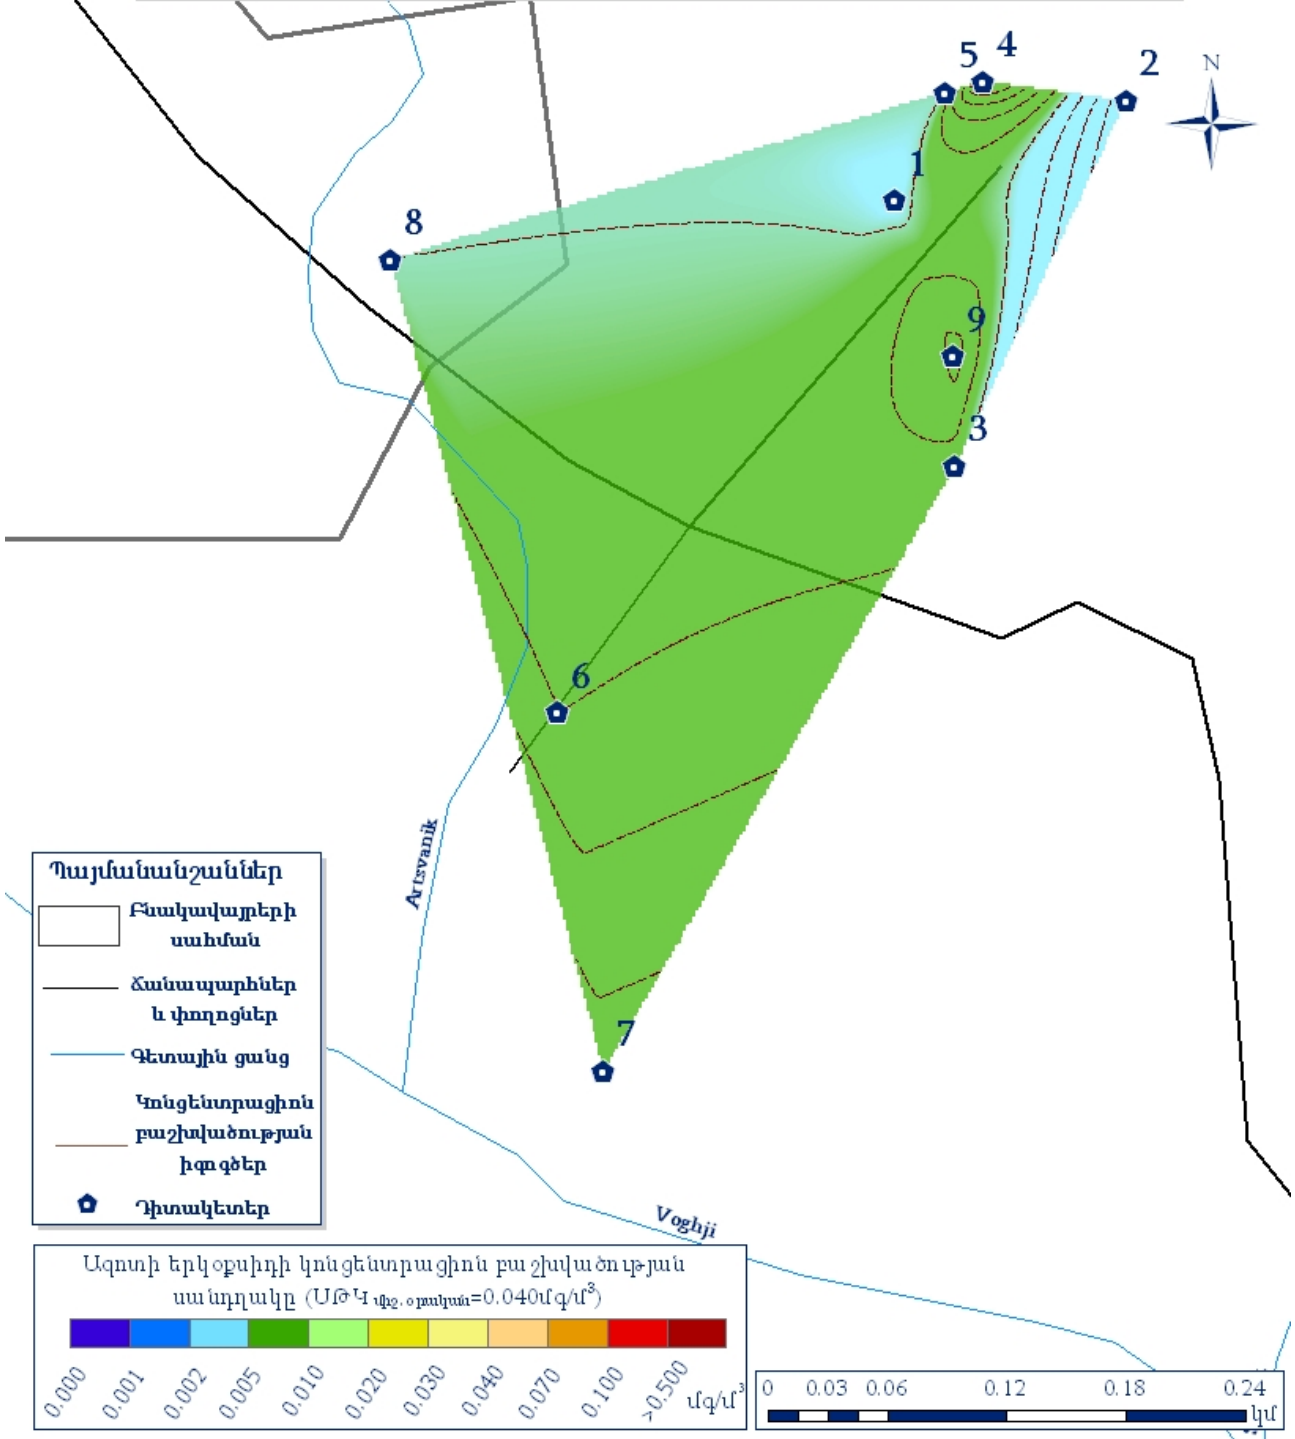 5 4
2
N
1
8
9
3
6
7
Artsvanik
Voghji
Պայմանանշաններ
Բնակավայրերի
սահման
Ճանապարհներ
և փողոցներ
Գետային ցանց
Կոնցենտրացիոն
բաշխվածության
իզոգծեր
Դիտակետեր
Ազոտի երկօքսիդի կոնցենտրացիոն բաշխվածության
սանդղակը (ՍԹԿ միջ.օրական=0.040մգ/մ³)
0.000 0.001 0.002 0.005 0.010 0.020 0.030 0.040 0.070 0.100 >0.500 մգ/մ³
0 0.03 0.06 0.12 0.18 0.24
կմ